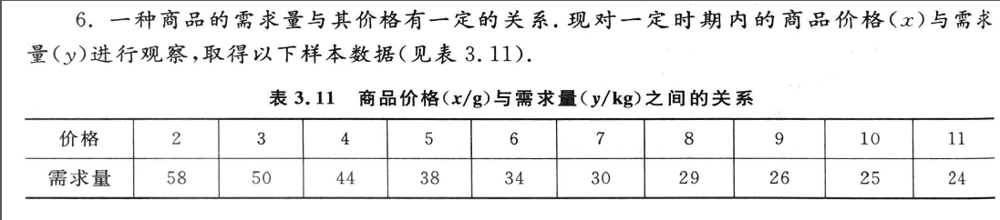 6. 一种商品的需求量与其价格有一定的关系. 现对一定时期内的商品价格(x)与需求
量(y)进行观察,取得以下样本数据(见表 3.11).
表 3.11 商品价格(x/g)与需求量(y/kg)之间的关系
价格 2 3 4 5 6 7 8 9 10 11
需求量 58 50 44 38 34 30 29 26 25 24